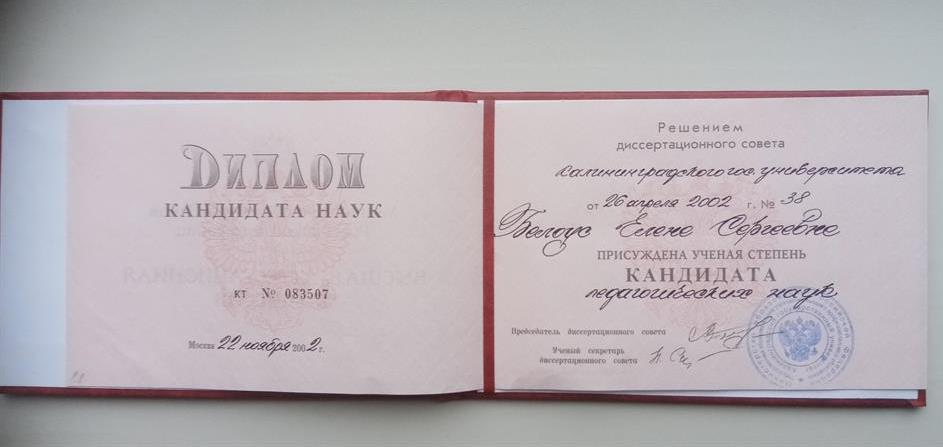 ДИПЛОМ
КАНДИДАТА НАУК
КТ № 083507
Москва 22 ноября 2002 г.
Решением
диссертационного совета
Калининградского гос. университета
от 26 апреля 2002 г. № 38
Белоус Елене Сергеевне
ПРИСУЖДЕНА УЧЕНАЯ СТЕПЕНЬ
КАНДИДАТА
педагогических наук
Председатель диссертационного совета
Ученый секретарь
диссертационного совета